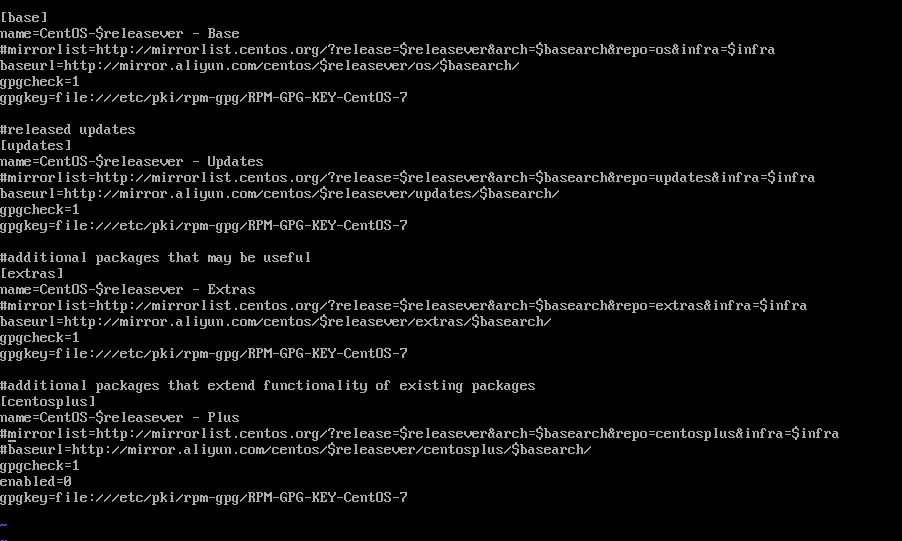 [base]
name=CentOS-$releasever - Base
#mirrorlist=http://mirrorlist.centos.org/?release=$releasever&arch=$basearch&repo=os&infra=$infra
baseurl=http://mirror.aliyun.com/centos/$releasever/os/$basearch/
gpgcheck=1
gpgkey=file:///etc/pki/rpm-gpg/RPM-GPG-KEY-CentOS-7
#released updates
[updates]
name=CentOS-$releasever - Updates
#mirrorlist=http://mirrorlist.centos.org/?release=$releasever&arch=$basearch&repo=updates&infra=$infra
baseurl=http://mirror.aliyun.com/centos/$releasever/updates/$basearch/
gpgcheck=1
gpgkey=file:///etc/pki/rpm-gpg/RPM-GPG-KEY-CentOS-7
#additional packages that may be useful
[extras]
name=CentOS-$releasever - Extras
#mirrorlist=http://mirrorlist.centos.org/?release=$releasever&arch=$basearch&repo=extras&infra=$infra
baseurl=http://mirror.aliyun.com/centos/$releasever/extras/$basearch/
gpgcheck=1
gpgkey=file:///etc/pki/rpm-gpg/RPM-GPG-KEY-CentOS-7
#additional packages that extend functionality of existing packages
[centosplus]
name=CentOS-$releasever - Plus
#mirrorlist=http://mirrorlist.centos.org/?release=$releasever&arch=$basearch&repo=centosplus&infra=$infra
#baseurl=http://mirror.aliyun.com/centos/$releasever/centosplus/$basearch/
gpgcheck=1
enabled=0
gpgkey=file:///etc/pki/rpm-gpg/RPM-GPG-KEY-CentOS-7
~
~